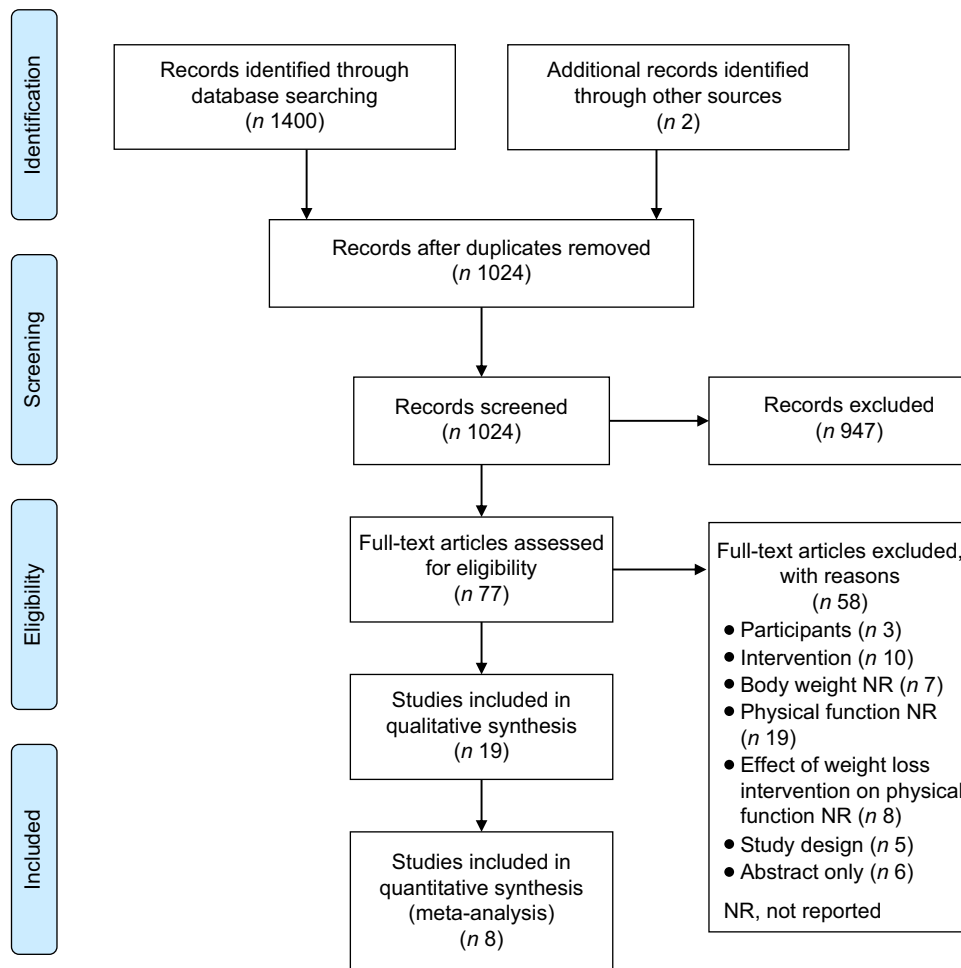 Identification
Records identified through
database searching
(n 1400)
Additional records identified
through other sources
(n 2)
Records after duplicates removed
(n 1024)
Screening
Records screened
(n 1024)
Records excluded
(n 947)
Eligibility
Full-text articles assessed
for eligibility
(n 77)
Full-text articles excluded,
with reasons
(n 58)
● Participants (n 3)
● Intervention (n 10)
● Body weight NR (n 7)
● Physical function NR
(n 19)
● Effect of weight loss
intervention on physical
function NR (n 8)
● Study design (n 5)
● Abstract only (n 6)
NR, not reported
Studies included in
qualitative synthesis
(n 19)
Included
Studies included in
quantitative synthesis
(meta-analysis)
(n 8)